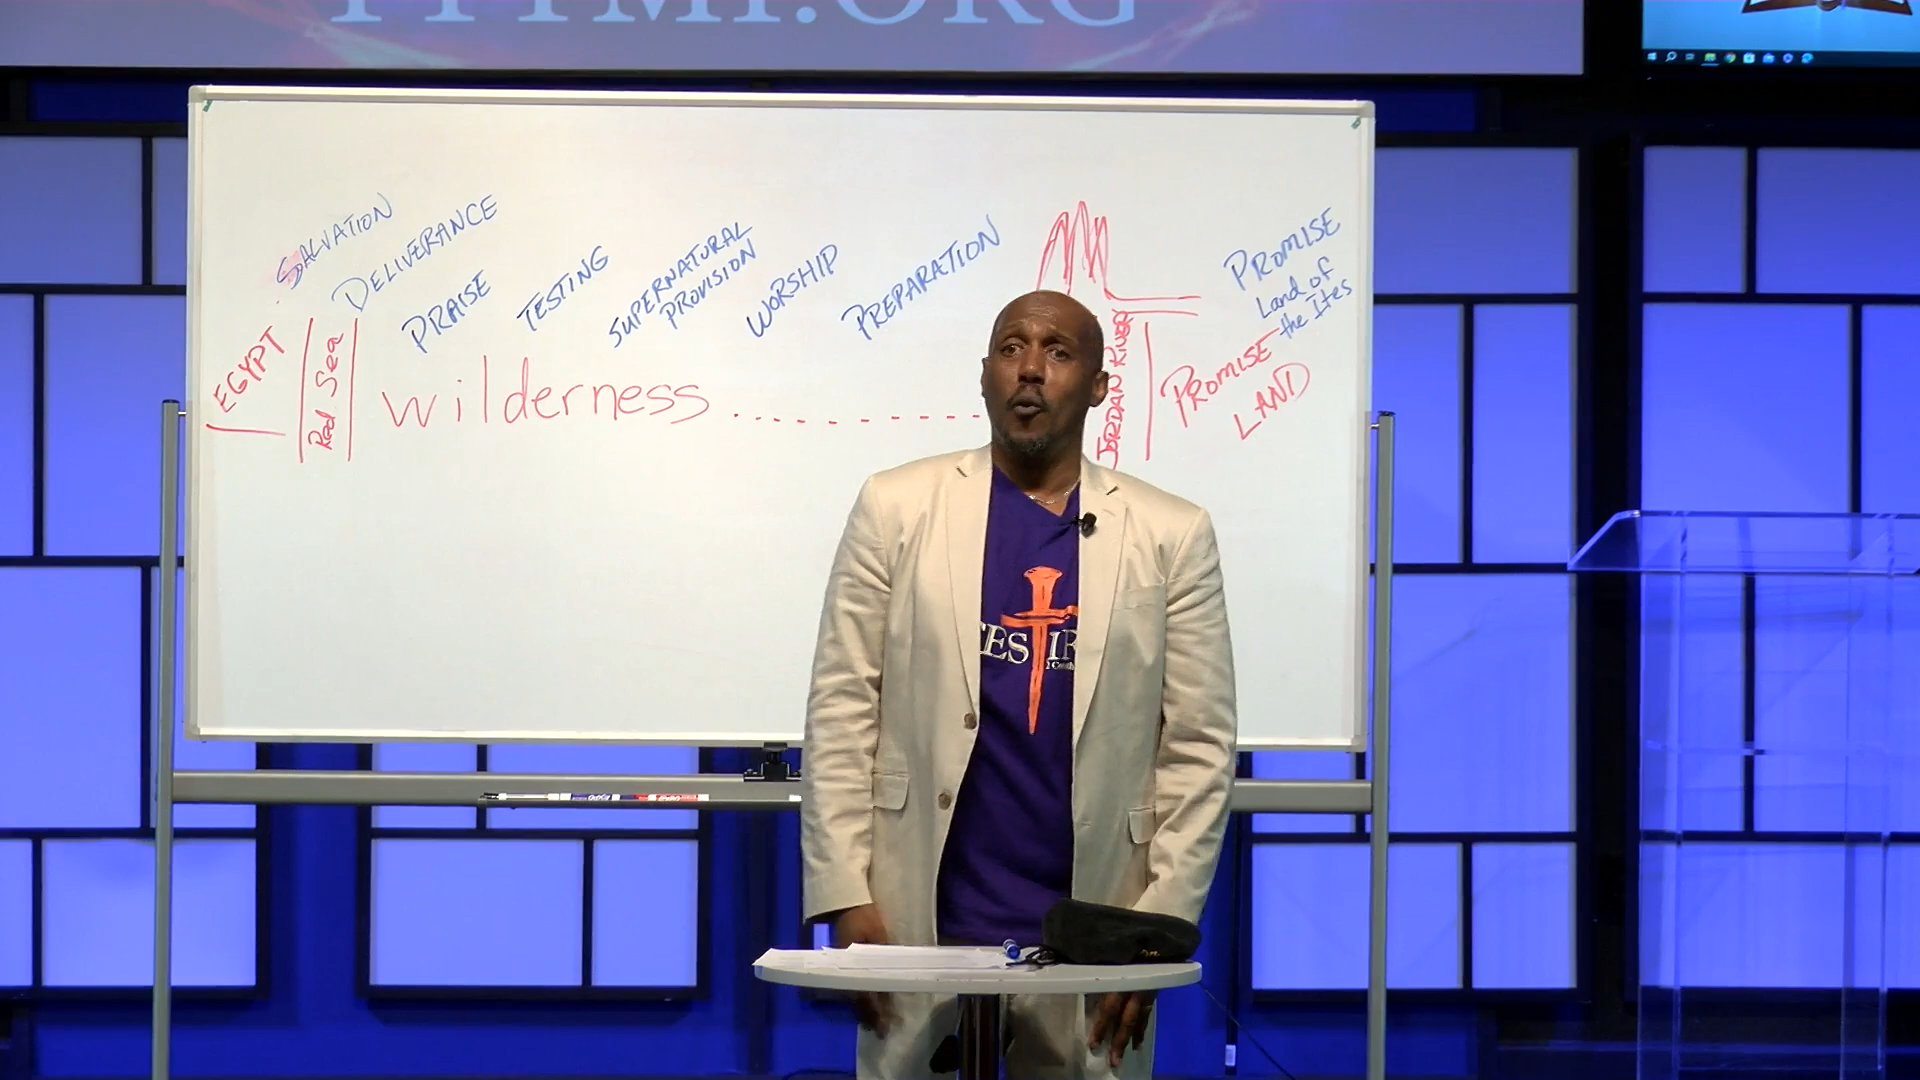 .ORG
SALVATION
DELIVERANCE
PRAISE
TESTING
SUPERNATURAL
PROVISION
WORSHIP
PREPARATION
PROMISE
Land of
the Ites
EGYPT
Red Sea
wilderness
JORDAN RIVER
PROMISE
LAND